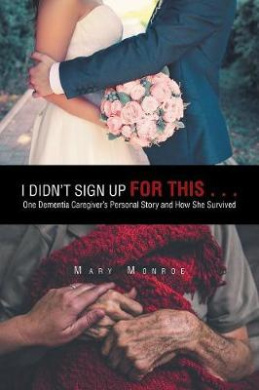 I DIDN'T SIGN UP FOR THIS . . .
One Dementia Caregiver's Personal Story and How She Survived
MARY MONROE